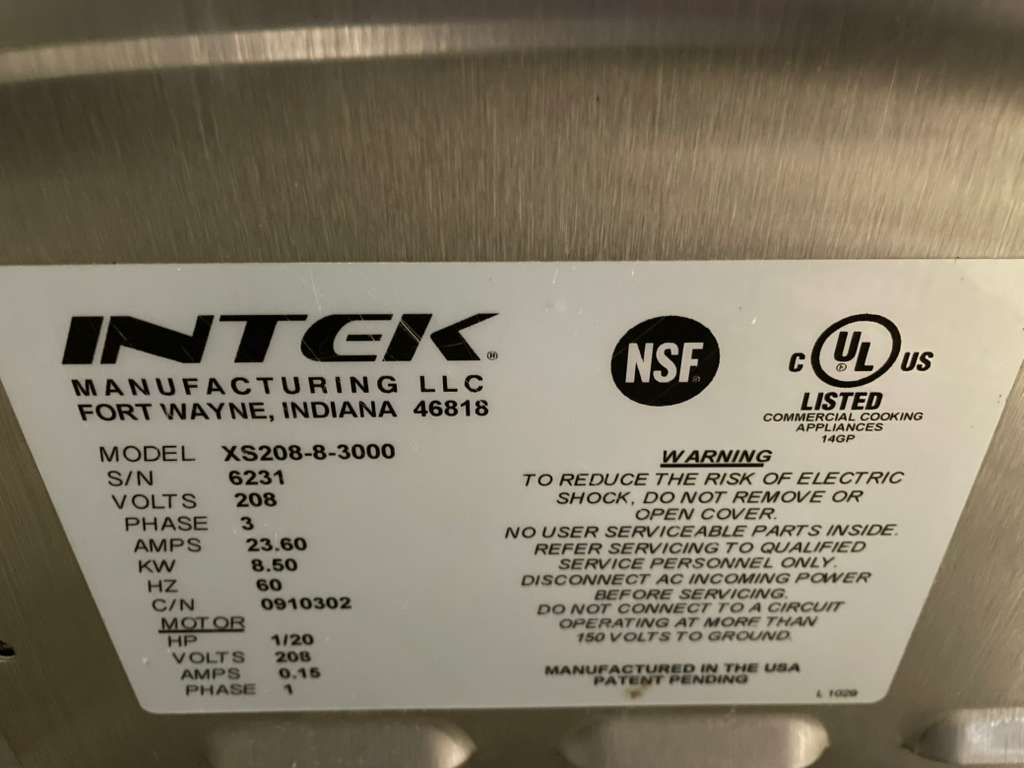 INTEK®
MANUFACTURING LLC
FORT WAYNE, INDIANA 46818
MODEL XS208-8-3000
S/N 6231
VOLTS 208
PHASE 3
AMPS 23.60
KW 8.50
HZ 60
C/N 0910302
MOTOR
HP 1/20
VOLTS 208
AMPS 0.15
PHASE 1
NSF®
C UL® US
LISTED
COMMERCIAL COOKING
APPLIANCES
14GP
WARNING
TO REDUCE THE RISK OF ELECTRIC
SHOCK, DO NOT REMOVE OR
OPEN COVER.
NO USER SERVICEABLE PARTS INSIDE.
REFER SERVICING TO QUALIFIED
SERVICE PERSONNEL ONLY.
DISCONNECT AC INCOMING POWER
BEFORE SERVICING.
DO NOT CONNECT TO A CIRCUIT
OPERATING AT MORE THAN
150 VOLTS TO GROUND.
MANUFACTURED IN THE USA
PATENT PENDING
L 1029